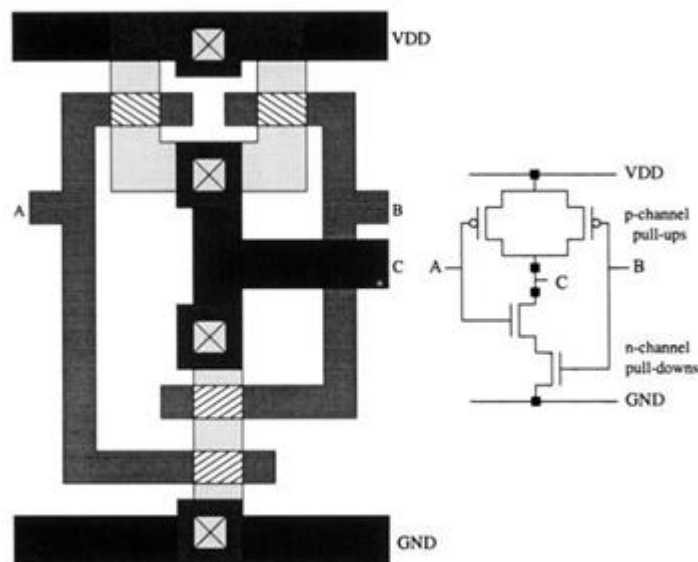 VDD
A
B
C
GND
VDD
p-channel
pull-ups
A
B
C
n-channel
pull-downs
GND